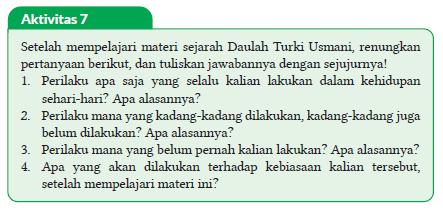 Aktivitas 7
Setelah mempelajari materi sejarah Daulah Turki Usmani, renungkan
pertanyaan berikut, dan tuliskan jawabannya dengan sejujurnya!
1. Perilaku apa saja yang selalu kalian lakukan dalam kehidupan
sehari-hari? Apa alasannya?
2. Perilaku mana yang kadang-kadang dilakukan, kadang-kadang juga
belum dilakukan? Apa alasannya?
3. Perilaku mana yang belum pernah kalian lakukan? Apa alasannya?
4. Apa yang akan dilakukan terhadap kebiasaan kalian tersebut,
setelah mempelajari materi ini?